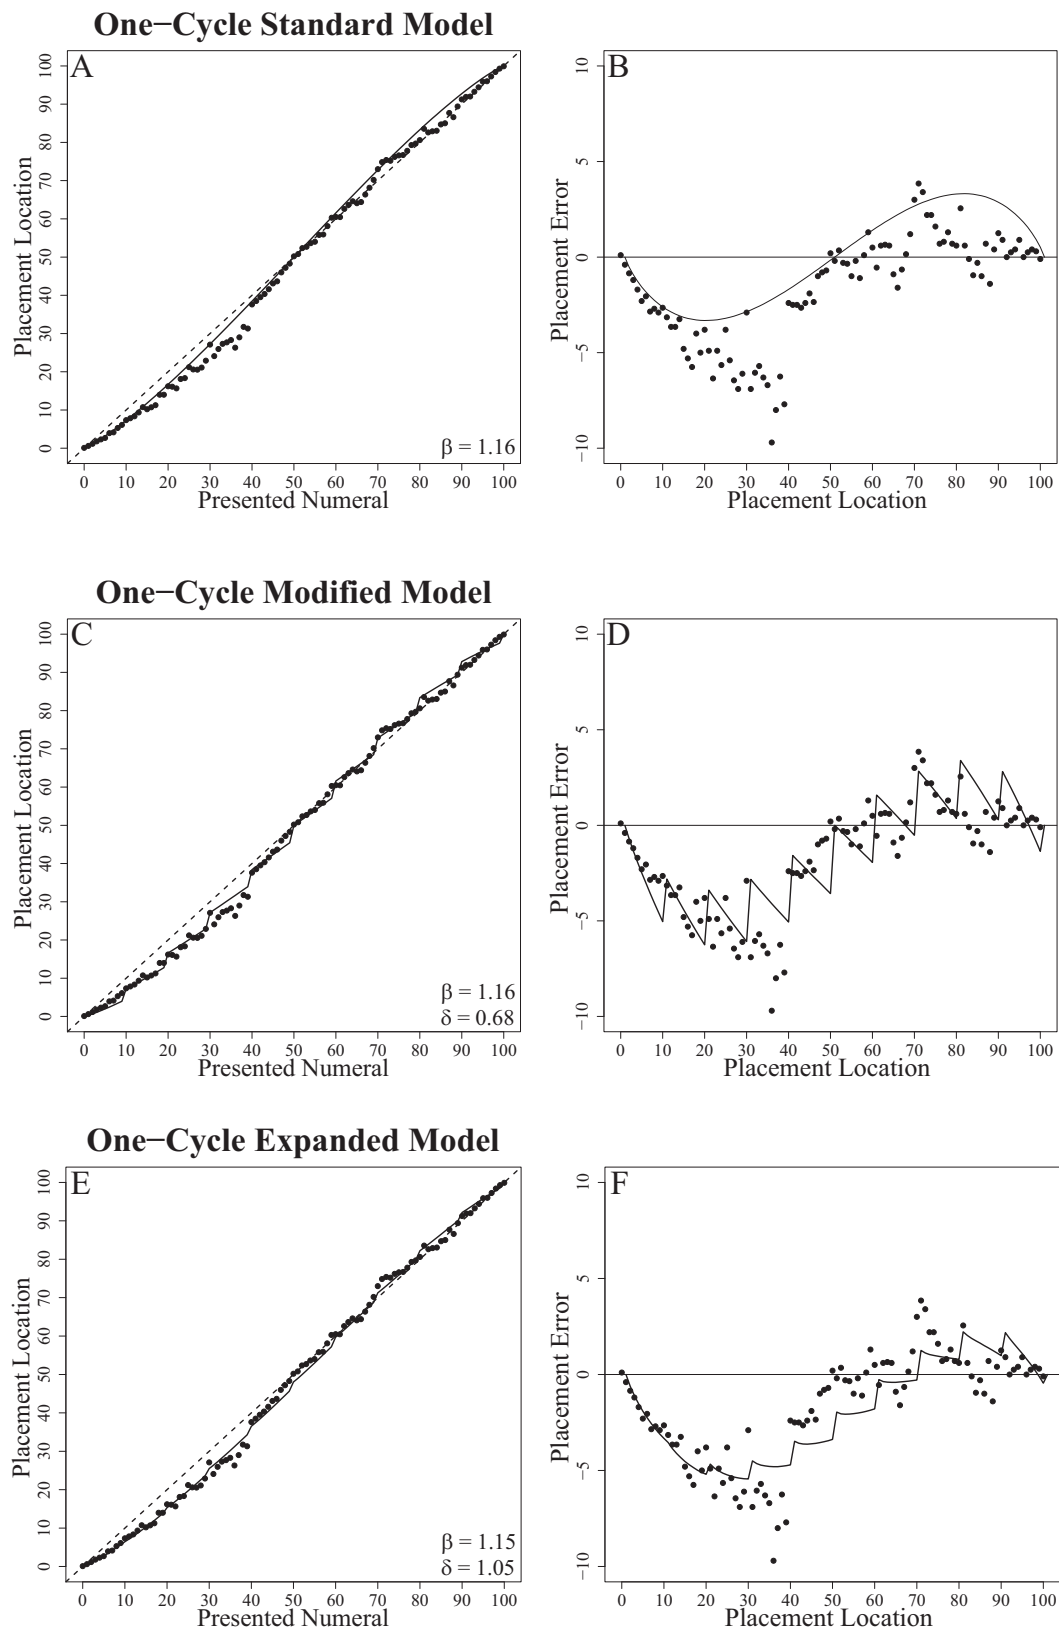 One−Cycle Standard Model
A
Placement Location
0 10 20 30 40 50 60 70 80 90 100
0 10 20 30 40 50 60 70 80 90 100
Presented Numeral
β = 1.16
B
Placement Error
−10 −5 0 5 10
0 10 20 30 40 50 60 70 80 90 100
Placement Location
One−Cycle Modified Model
C
Placement Location
0 10 20 30 40 50 60 70 80 90 100
0 10 20 30 40 50 60 70 80 90 100
Presented Numeral
β = 1.16
δ = 0.68
D
Placement Error
−10 −5 0 5 10
0 10 20 30 40 50 60 70 80 90 100
Placement Location
One−Cycle Expanded Model
E
Placement Location
0 10 20 30 40 50 60 70 80 90 100
0 10 20 30 40 50 60 70 80 90 100
Presented Numeral
β = 1.15
δ = 1.05
F
Placement Error
−10 −5 0 5 10
0 10 20 30 40 50 60 70 80 90 100
Placement Location